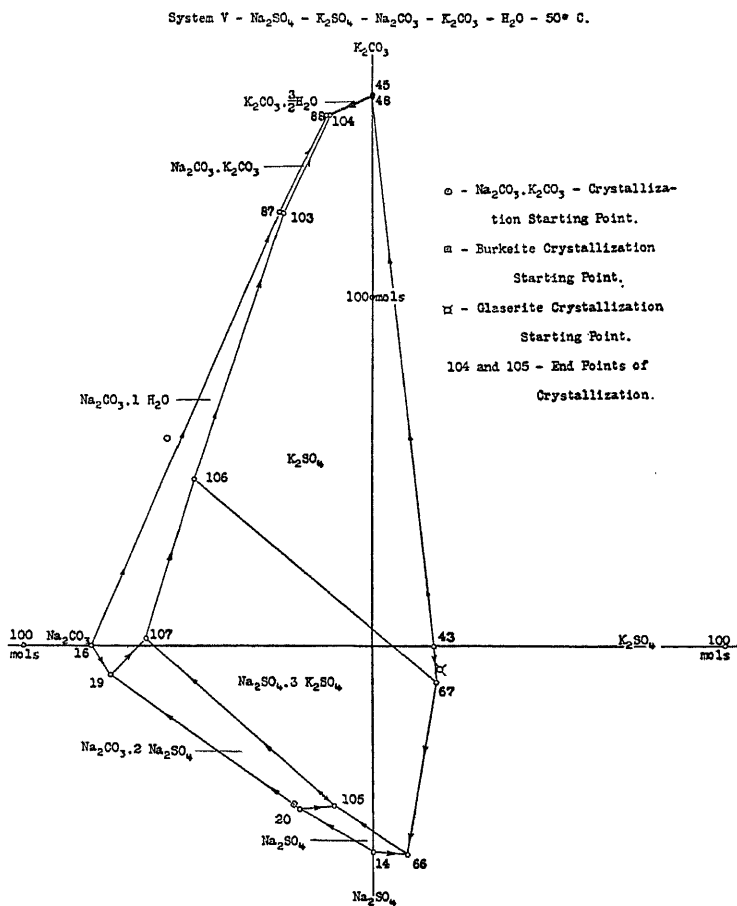 System V - Na₂SO₄ - K₂SO₄ - Na₂CO₃ - K₂CO₃ - H₂O - 50° C.
K₂CO₃
45
48
K₂CO₃.3/2H₂O
88
104
Na₂CO₃.K₂CO₃
87
103
⊙ - Na₂CO₃.K₂CO₃ - Crystalliza-
tion Starting Point.
- Burkeite Crystallization
Starting Point.
- Glaserite Crystallization
Starting Point.
104 and 105 - End Points of
Crystallization.
100 mols
Na₂CO₃.1 H₂O
K₂SO₄
106
100
mols
Na₂CO₃
16
107
43
K₂SO₄
100
mols
19
67
Na₂SO₄.3 K₂SO₄
Na₂CO₃.2 Na₂SO₄
20
105
Na₂SO₄
14
66
Na₂SO₄